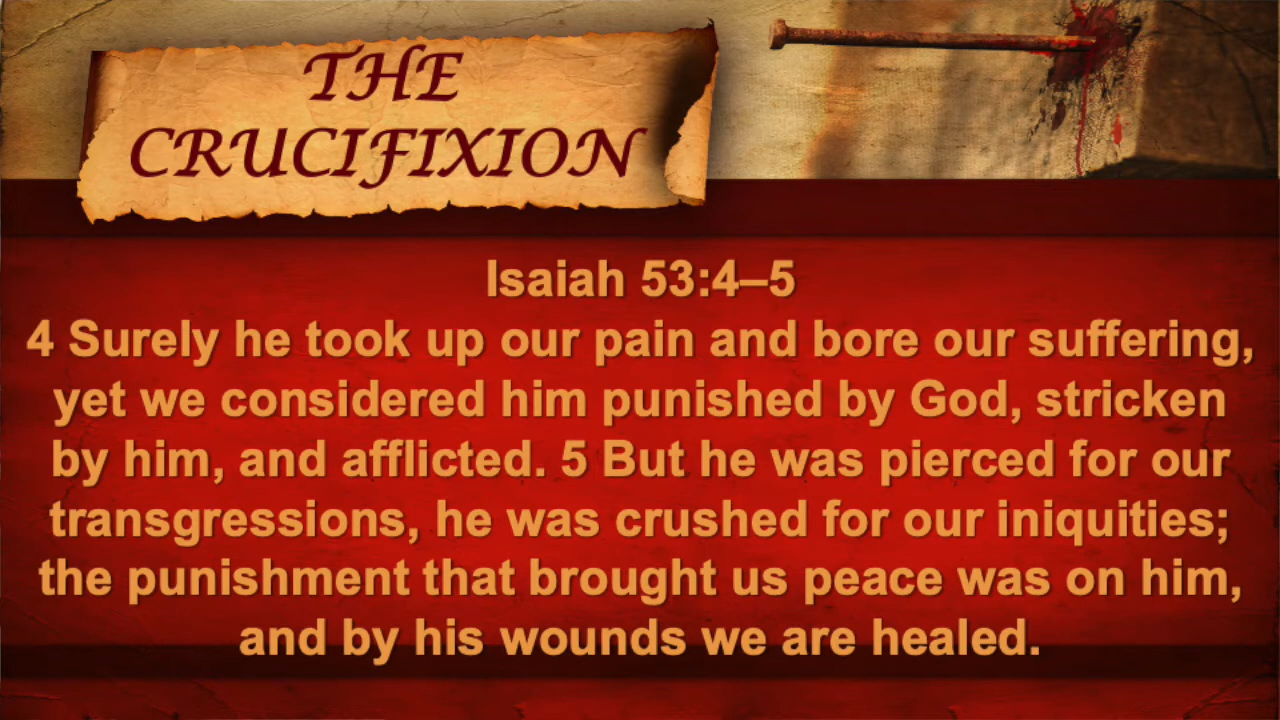 THE
CRUCIFIXION
Isaiah 53:4–5
4 Surely he took up our pain and bore our suffering,
yet we considered him punished by God, stricken
by him, and afflicted. 5 But he was pierced for our
transgressions, he was crushed for our iniquities;
the punishment that brought us peace was on him,
and by his wounds we are healed.